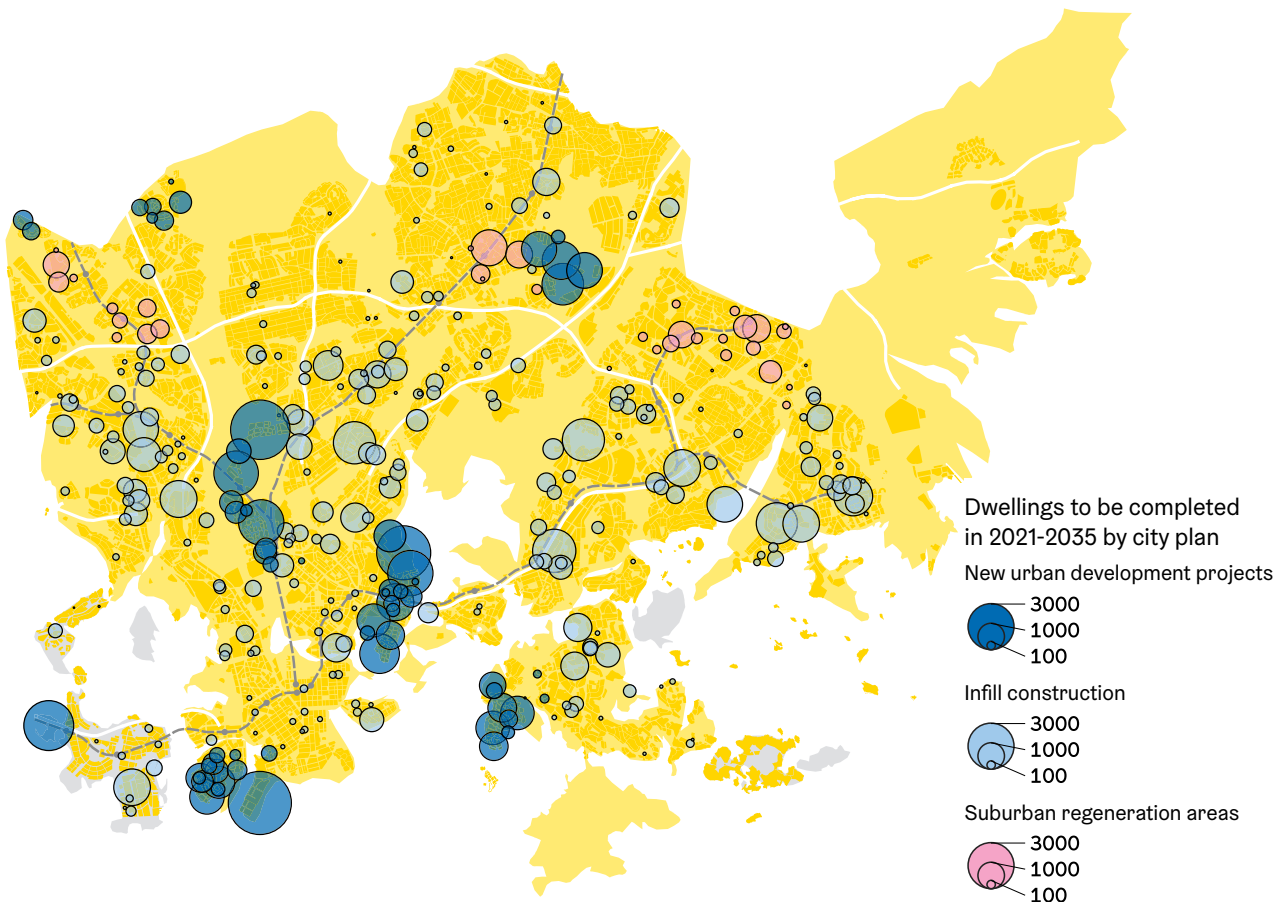 Dwellings to be completed
in 2021-2035 by city plan
New urban development projects
3000
1000
100
Infill construction
3000
1000
100
Suburban regeneration areas
3000
1000
100